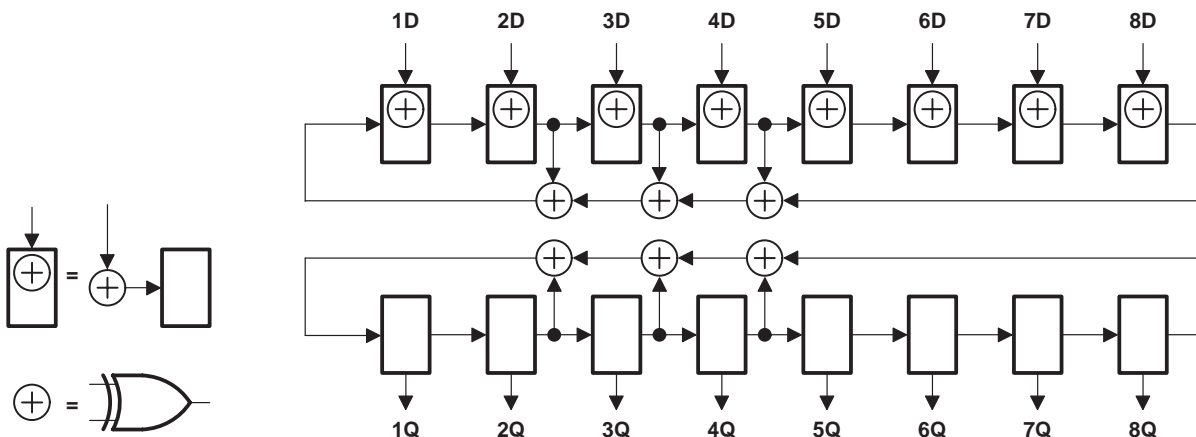 1D 2D 3D 4D 5D 6D 7D 8D
=
=
1Q 2Q 3Q 4Q 5Q 6Q 7Q 8Q